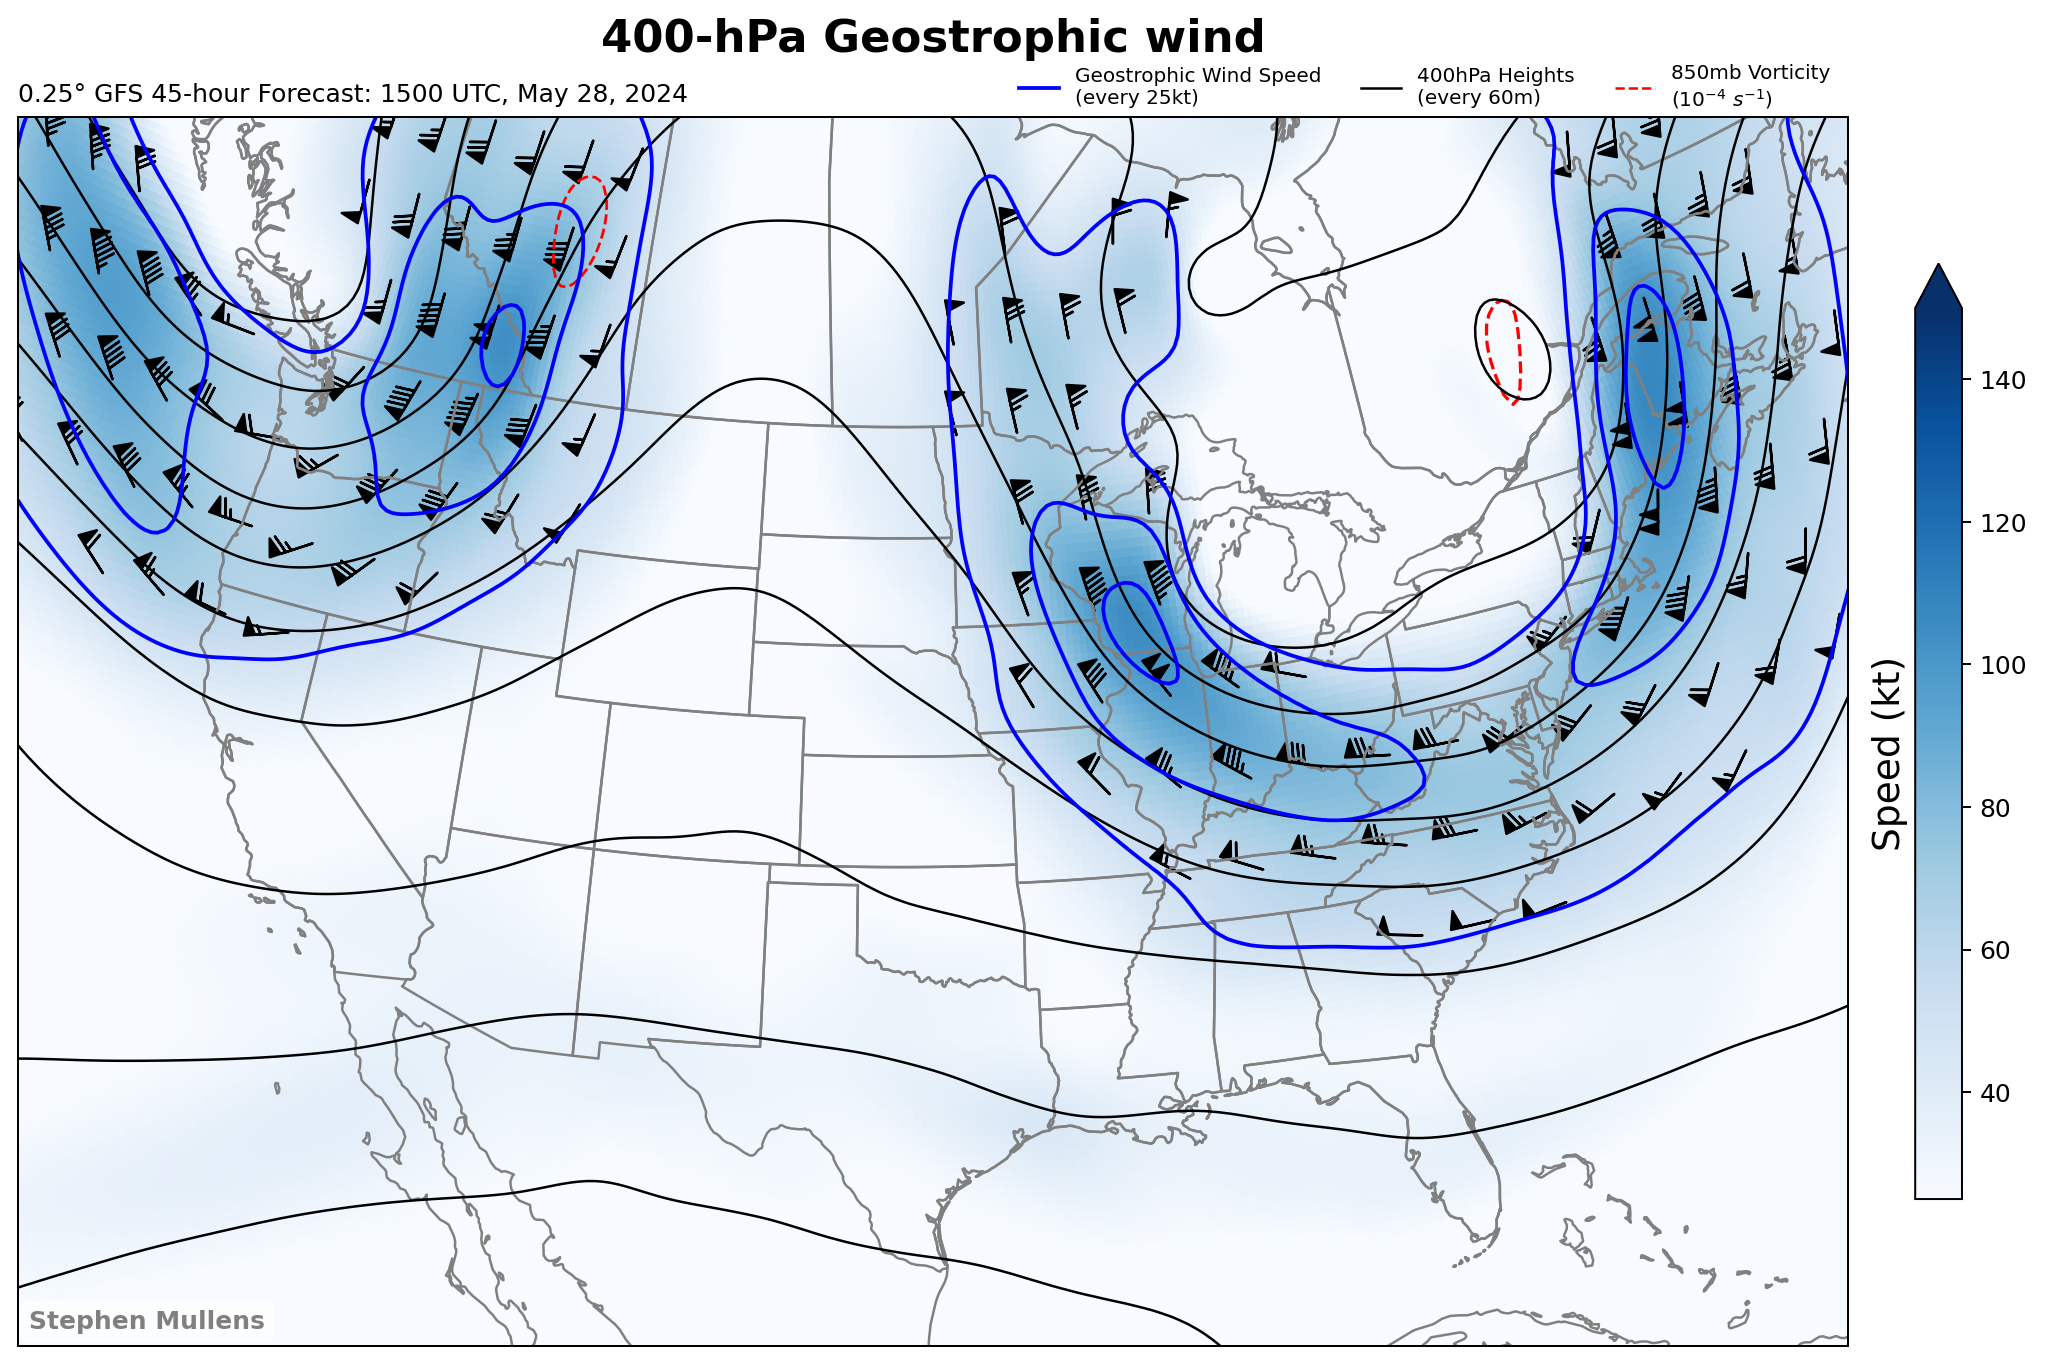 400-hPa Geostrophic wind
0.25° GFS 45-hour Forecast: 1500 UTC, May 28, 2024
Geostrophic Wind Speed
(every 25kt)
400hPa Heights
(every 60m)
850mb Vorticity
(10⁻⁴ s⁻¹)
140
120
100
80
60
40
Speed (kt)
Stephen Mullens